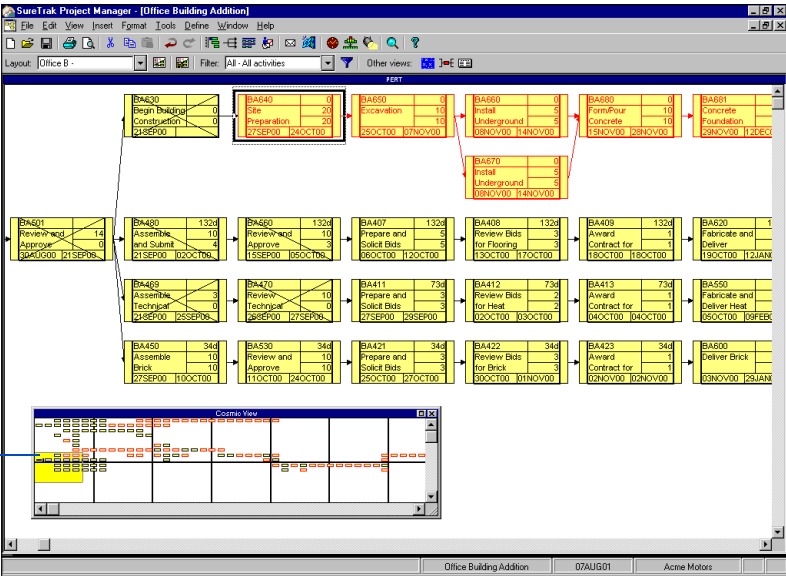 SureTrak Project Manager - [Office Building Addition]
File Edit View Insert Format Tools Define Window Help
Layout: Office B - Filter: All - All activities Other views:
PERT
BA630
Begin Building 0
Construction 0
21SEP00
BA640 0
Site 20
Preparation 20
27SEP00 24OCT00
BA650 0
Excavation 10
10
25OCT00 07NOV00
BA660 0
Install 5
Underground 5
08NOV00 14NOV00
BA680 0
Form/Pour 10
Concrete 10
15NOV00 28NOV00
BA681
Concrete
Foundation
29NOV00 12DEC0
BA670 0
Install 5
Underground 5
08NOV00 14NOV00
BA501
Review and 14
Approve 0
30AUG00 21SEP00
BA480 132d
Assemble 10
and Submit 4
21SEP00 02OCT00
BA560 132d
Review and 10
Approve 3
15SEP00 05OCT00
BA407 132d
Prepare and 5
Solicit Bids 5
06OCT00 12OCT00
BA408 132d
Review Bids 3
for Flooring 3
13OCT00 17OCT00
BA409 132d
Award 1
Contract for 1
18OCT00 18OCT00
BA620 1
Fabricate and
Deliver
19OCT00 12JAN0
BA469
Assemble 3
Technical 0
21SEP00 25SEP00
BA470
Review 10
Technical 0
26SEP00 27SEP00
BA411 73d
Prepare and 3
Solicit Bids 3
27SEP00 29SEP00
BA412 73d
Review Bids 2
for Heat 2
02OCT00 03OCT00
BA413 73d
Award 1
Contract for 1
04OCT00 04OCT00
BA550
Fabricate and
Deliver Heat
05OCT00 09FEB0
BA450 34d
Assemble 10
Brick 10
27SEP00 10OCT00
BA530 34d
Review and 10
Approve 10
11OCT00 24OCT00
BA421 34d
Prepare and 3
Solicit Bids 3
25OCT00 27OCT00
BA422 34d
Review Bids 3
for Brick 3
30OCT00 01NOV00
BA423 34d
Award 1
Contract for 1
02NOV00 02NOV00
BA600
Deliver Brick
03NOV00 29JAN0
Cosmic View
Office Building Addition 07AUG01 Acme Motors